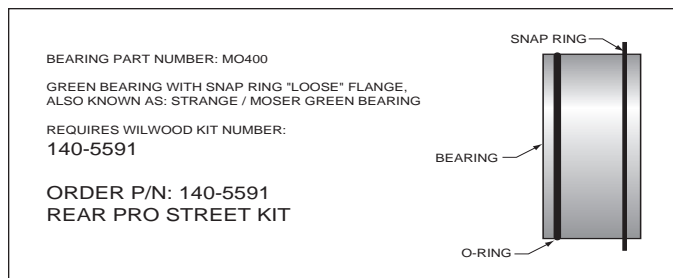 BEARING PART NUMBER: MO400
GREEN BEARING WITH SNAP RING "LOOSE" FLANGE,
ALSO KNOWN AS: STRANGE / MOSER GREEN BEARING
REQUIRES WILWOOD KIT NUMBER:
140-5591
ORDER P/N: 140-5591
REAR PRO STREET KIT
SNAP RING
BEARING
O-RING